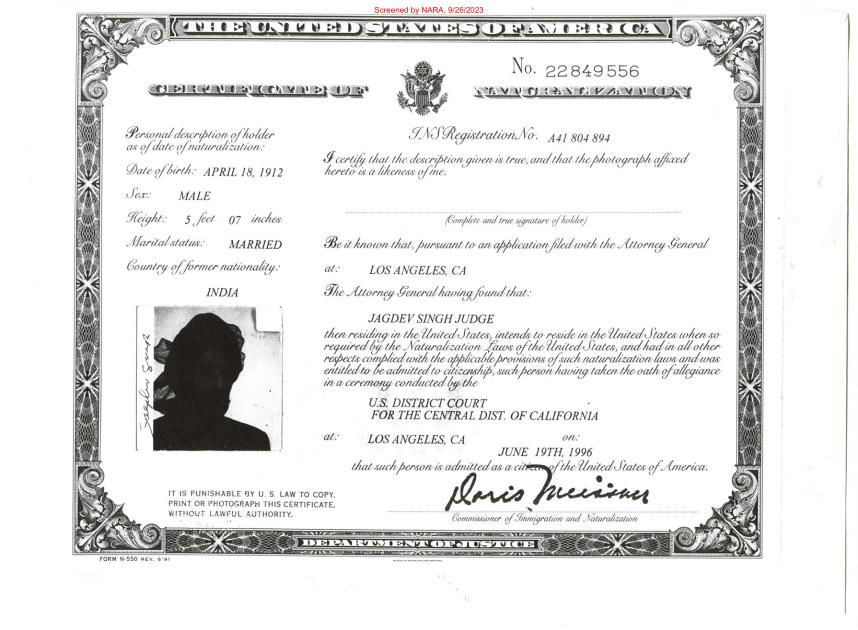 Screened by NARA, 9/26/2023
THE UNITED STATES OF AMERICA
No. 22849556
CERTIFICATE OF NATURALIZATION
Personal description of holder
as of date of naturalization:
Date of birth: APRIL 18, 1912
Sex: MALE
Height: 5 feet 07 inches
Marital status: MARRIED
Country of former nationality:
INDIA
INS Registration No. A41 804 894
I certify that the description given is true, and that the photograph affixed
hereto is a likeness of me.
(Complete and true signature of holder)
Be it known that, pursuant to an application filed with the Attorney General
at: LOS ANGELES, CA
The Attorney General having found that:
JAGDEV SINGH JUDGE
then residing in the United States, intends to reside in the United States when so
required by the Naturalization Laws of the United States, and had in all other
respects complied with the applicable provisions of such naturalization laws and was
entitled to be admitted to citizenship, such person having taken the oath of allegiance
in a ceremony conducted by the
U.S. DISTRICT COURT
FOR THE CENTRAL DIST. OF CALIFORNIA
at: LOS ANGELES, CA on:
JUNE 19TH, 1996
that such person is admitted as a citizen of the United States of America.
Doris Meissner
Commissioner of Immigration and Naturalization
IT IS PUNISHABLE BY U. S. LAW TO COPY,
PRINT OR PHOTOGRAPH THIS CERTIFICATE,
WITHOUT LAWFUL AUTHORITY.
DEPARTMENT OF JUSTICE
FORM N-550 REV. 6-91